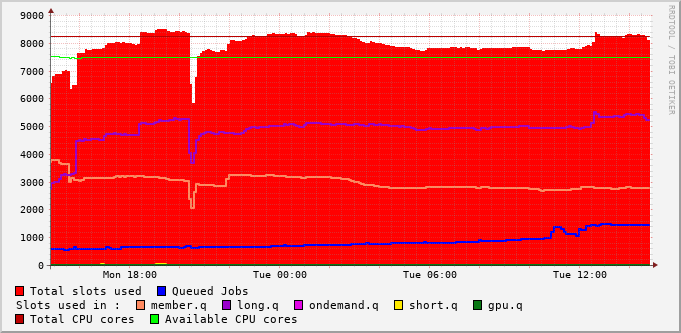 9000
8000
7000
6000
5000
4000
3000
2000
1000
0
Mon 18:00 Tue 00:00 Tue 06:00 Tue 12:00
Total slots used Queued Jobs
Slots used in : member.q long.q ondemand.q short.q gpu.q
Total CPU cores Available CPU cores
RRDTOOL / TOBI OETIKER